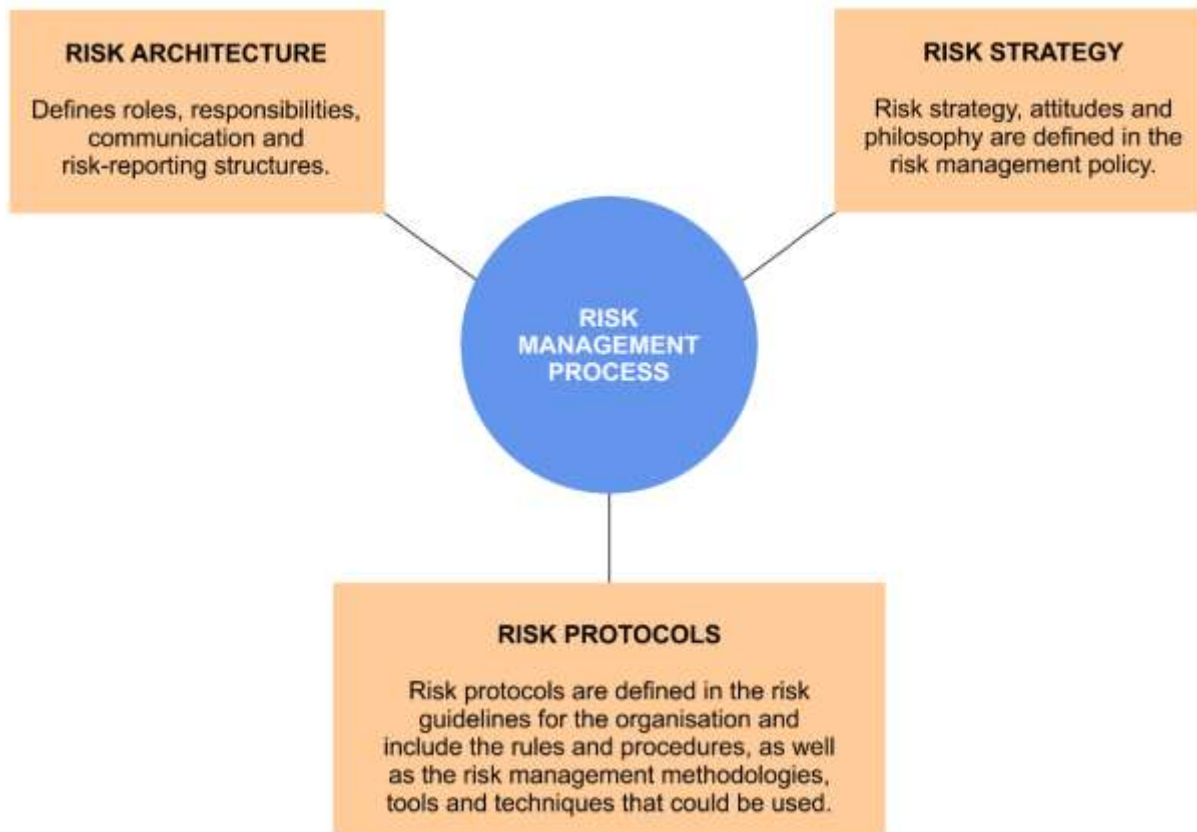 RISK ARCHITECTURE
Defines roles, responsibilities,
communication and
risk-reporting structures.
RISK STRATEGY
Risk strategy, attitudes and
philosophy are defined in the
risk management policy.
RISK
MANAGEMENT
PROCESS
RISK PROTOCOLS
Risk protocols are defined in the risk
guidelines for the organisation and
include the rules and procedures, as well
as the risk management methodologies,
tools and techniques that could be used.